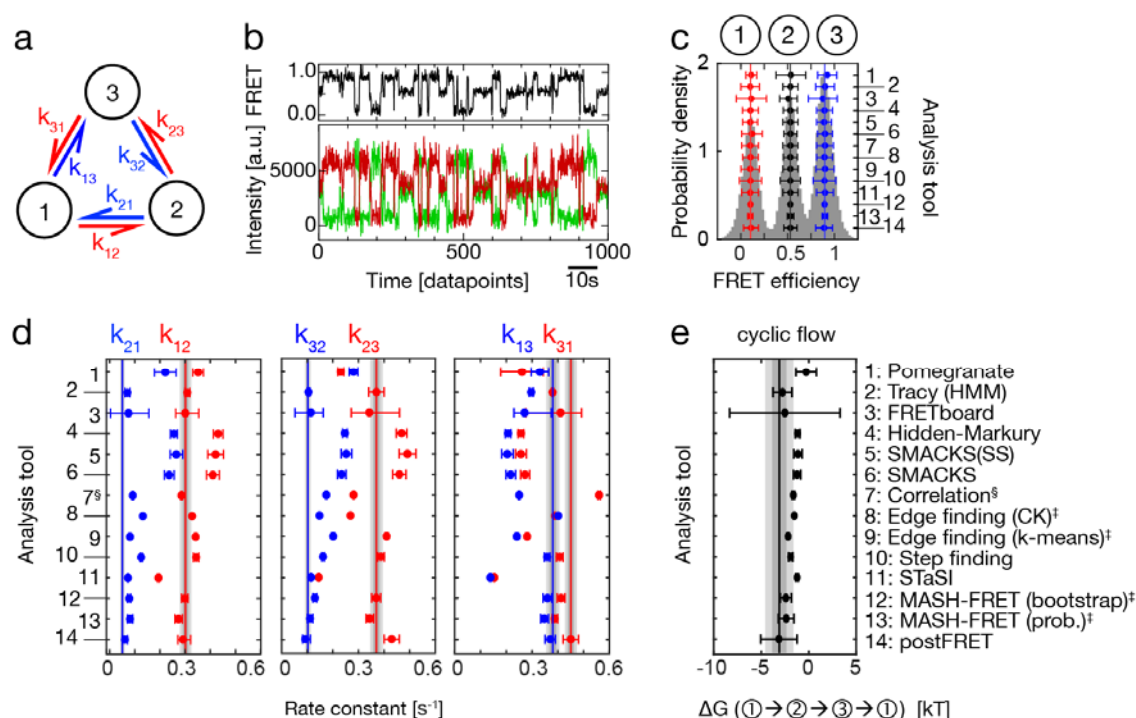 a
3
k31
k13
k23
k32
1
k21
k12
2
b
FRET
1.0
0.0
Intensity [a.u.]
5000
0
0
500
1000
Time [datapoints]
10s
c
1
2
3
Probability density
2
1
0
0
0.5
1
FRET efficiency
1
2
3
4
5
6
7
8
9
10
11
12
13
14
Analysis tool
d
k21
k12
k32
k23
k13
k31
Analysis tool
1
2
3
4
5
6
7§
8
9
10
11
12
13
14
0
0.3
0.6
0
0.3
0.6
0
0.3
0.6
Rate constant [s-1]
e
cyclic flow
1: Pomegranate
2: Tracy (HMM)
3: FRETboard
4: Hidden-Markury
5: SMACKS(SS)
6: SMACKS
7: Correlation§
8: Edge finding (CK)‡
9: Edge finding (k-means)‡
10: Step finding
11: STaSI
12: MASH-FRET (bootstrap)‡
13: MASH-FRET (prob.)‡
14: postFRET
-10
-5
0
5
ΔG (①→②→③→①) [kT]